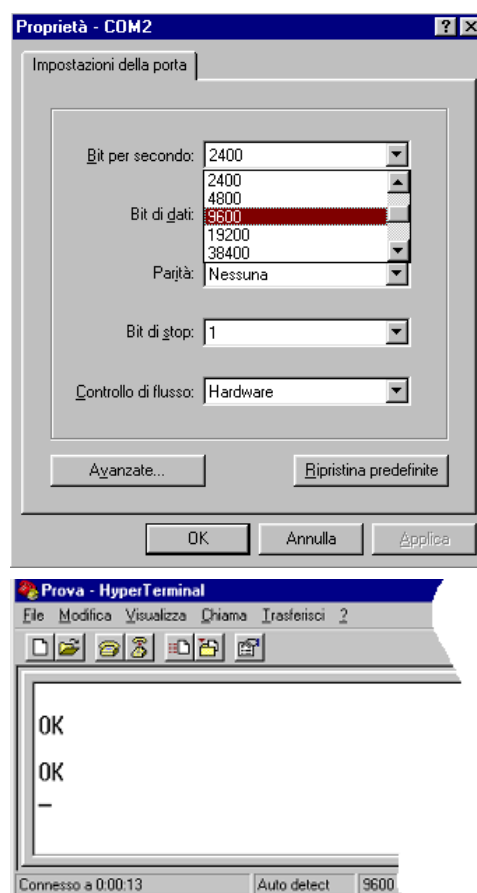 Proprietà - COM2
Impostazioni della porta
Bit per secondo: 2400
2400
4800
Bit di dati: 9600
19200
38400
Parità: Nessuna
Bit di stop: 1
Controllo di flusso: Hardware
Avanzate... Ripristina predefinite
OK Annulla Applica
Prova - HyperTerminal
File Modifica Visualizza Chiama Trasferisci ?
OK
OK
_
Connesso a 0:00:13 Auto detect 9600